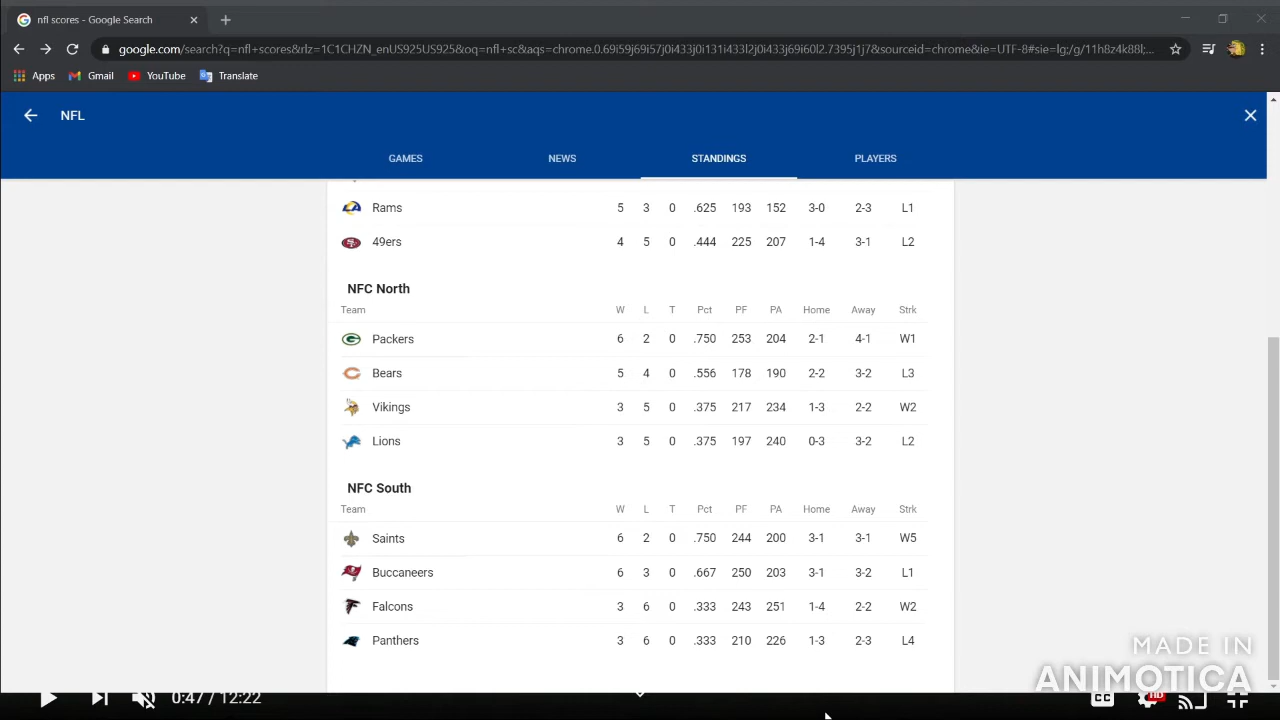 nfl scores - Google Search
google.com/search?q=nfl+scores&rlz=1C1CHZN_enUS925US925&oq=nfl+sc&aqs=chrome.0.69i59j69i57j0i433j0i131i433l2j0i433j69i60l2.7395j1j7&sourceid=chrome&ie=UTF-8#sie=lg;/g/11h8z4k88l;...
Apps Gmail YouTube Translate
NFL
GAMES NEWS STANDINGS PLAYERS
Rams 5 3 0 .625 193 152 3-0 2-3 L1
49ers 4 5 0 .444 225 207 1-4 3-1 L2
NFC North
Team W L T Pct PF PA Home Away Strk
Packers 6 2 0 .750 253 204 2-1 4-1 W1
Bears 5 4 0 .556 178 190 2-2 3-2 L3
Vikings 3 5 0 .375 217 234 1-3 2-2 W2
Lions 3 5 0 .375 197 240 0-3 3-2 L2
NFC South
Team W L T Pct PF PA Home Away Strk
Saints 6 2 0 .750 244 200 3-1 3-1 W5
Buccaneers 6 3 0 .667 250 203 3-1 3-2 L1
Falcons 3 6 0 .333 243 251 1-4 2-2 W2
Panthers 3 6 0 .333 210 226 1-3 2-3 L4
MADE IN
ANIMOTICA
0:47 / 12:22
CC HD